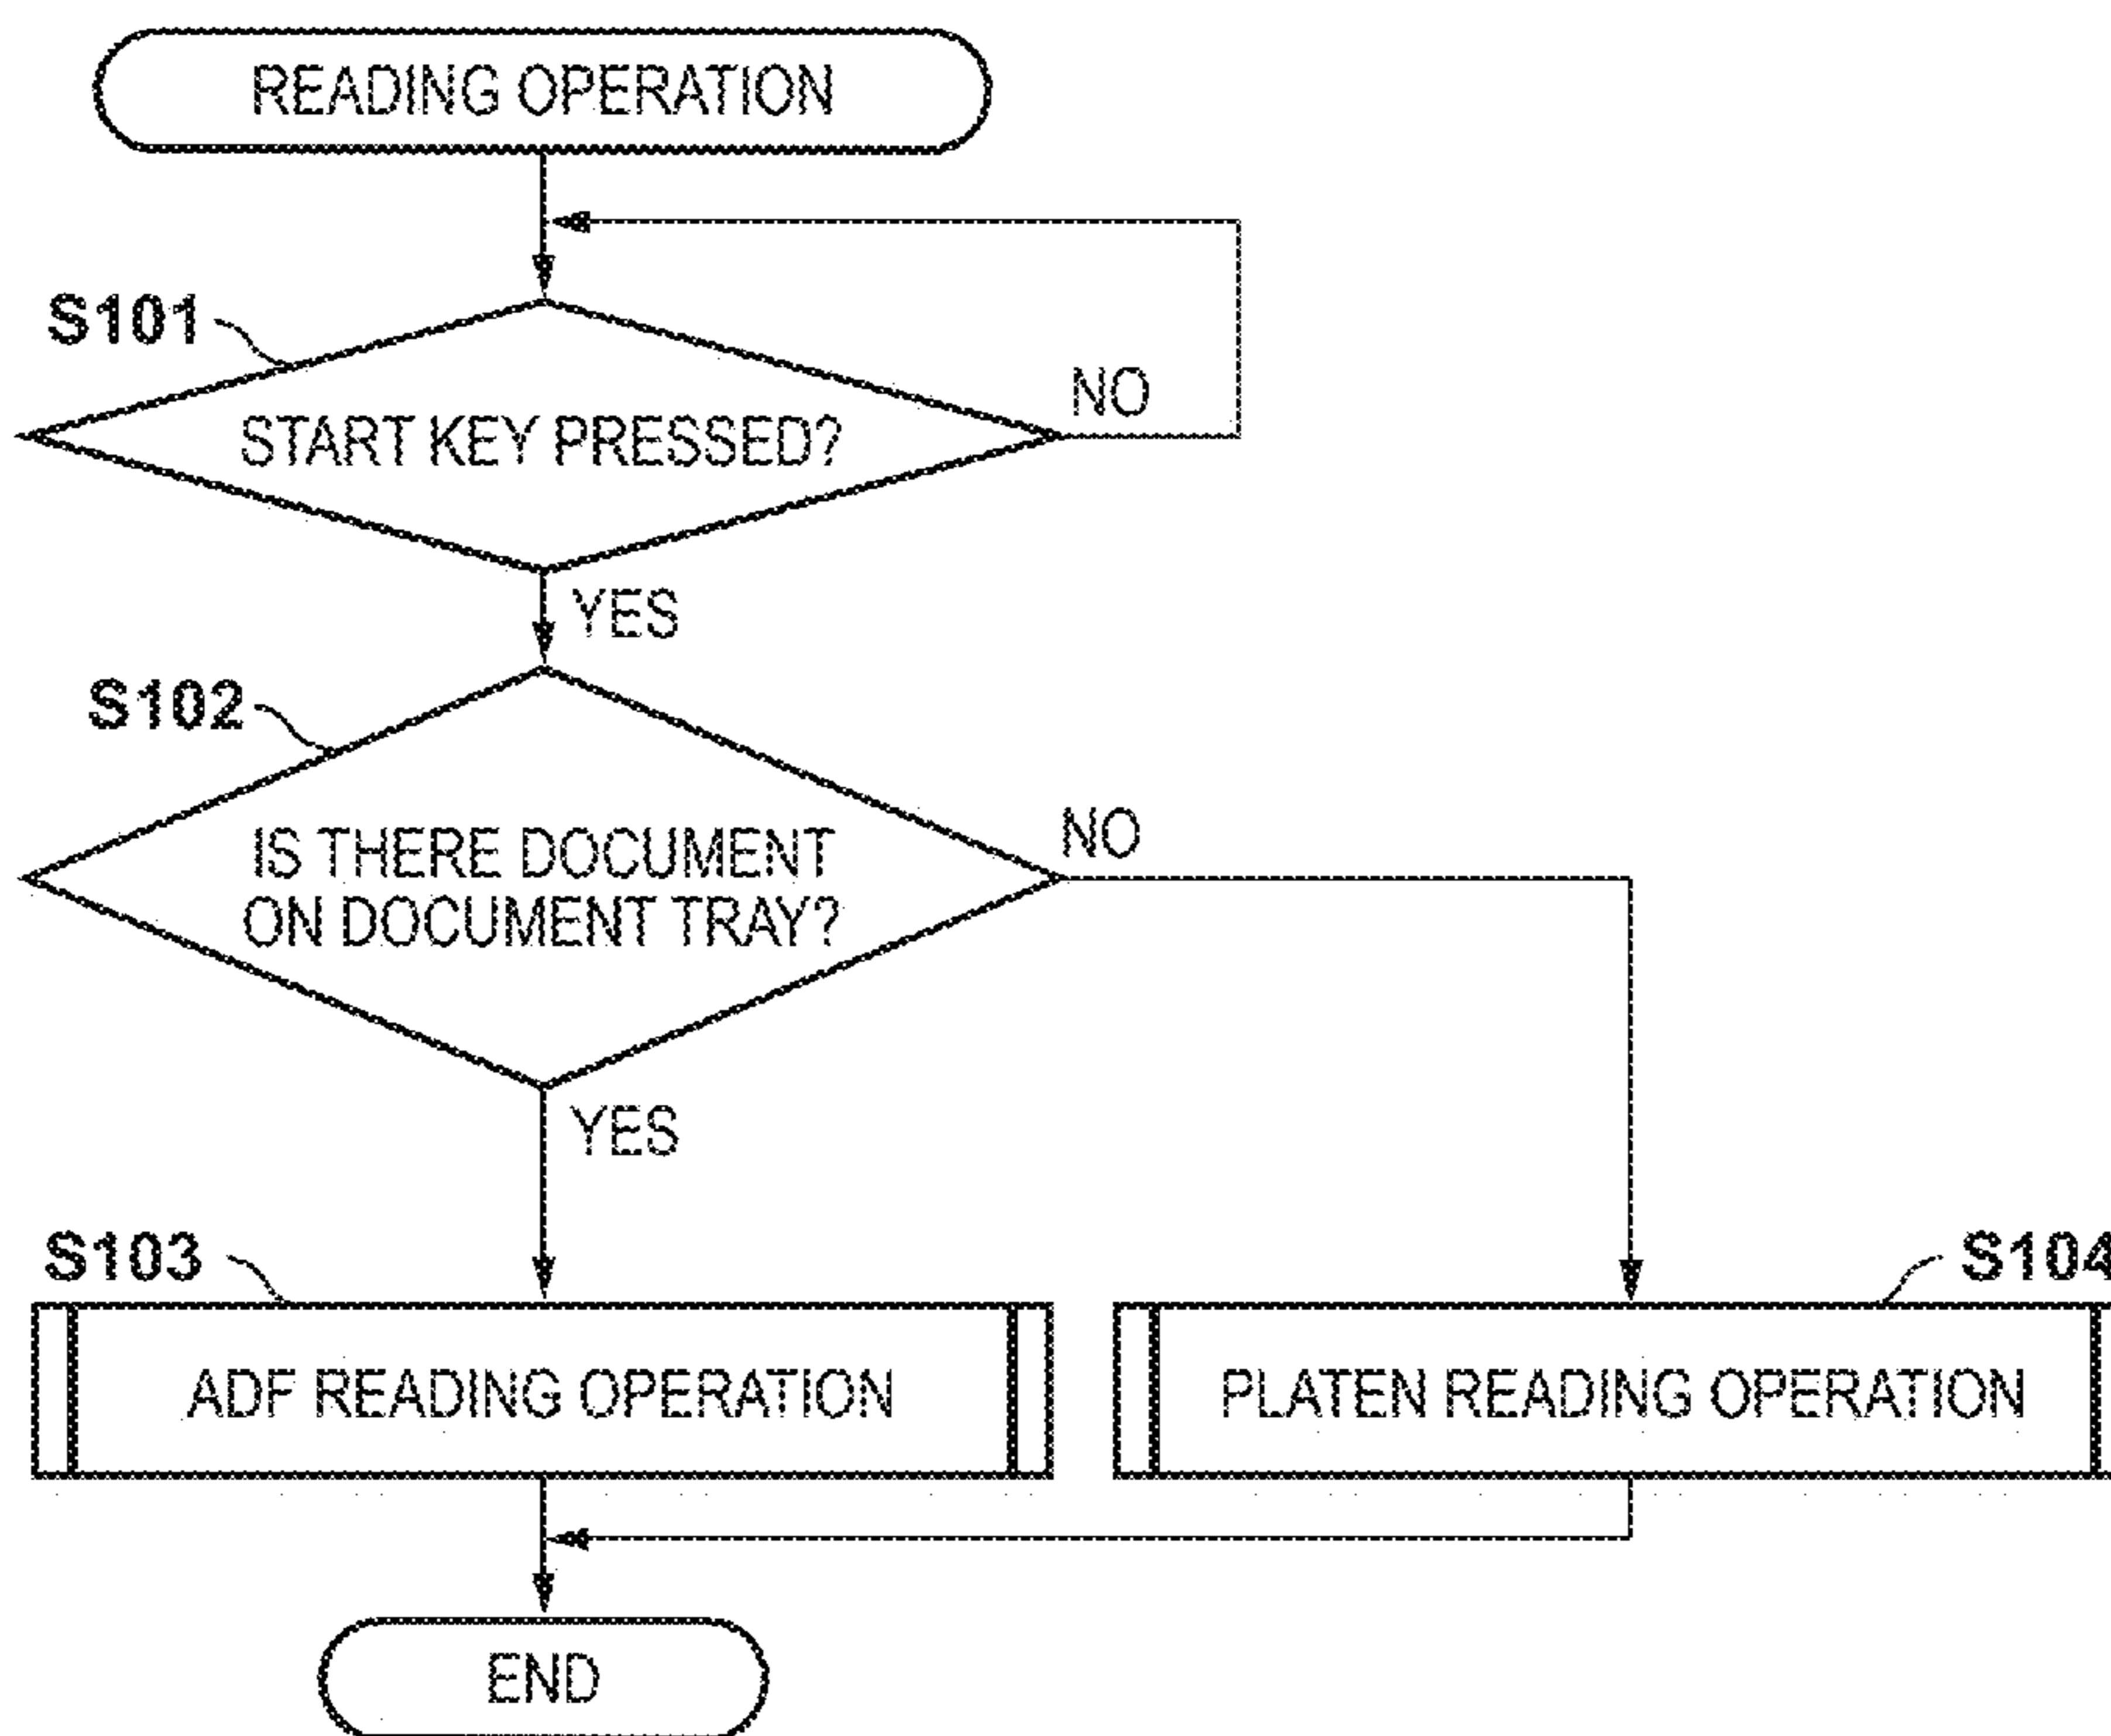 READING OPERATION
S101
START KEY PRESSED?
NO
YES
S102
IS THERE DOCUMENT
ON DOCUMENT TRAY?
NO
YES
S103
ADF READING OPERATION
S104
PLATEN READING OPERATION
END